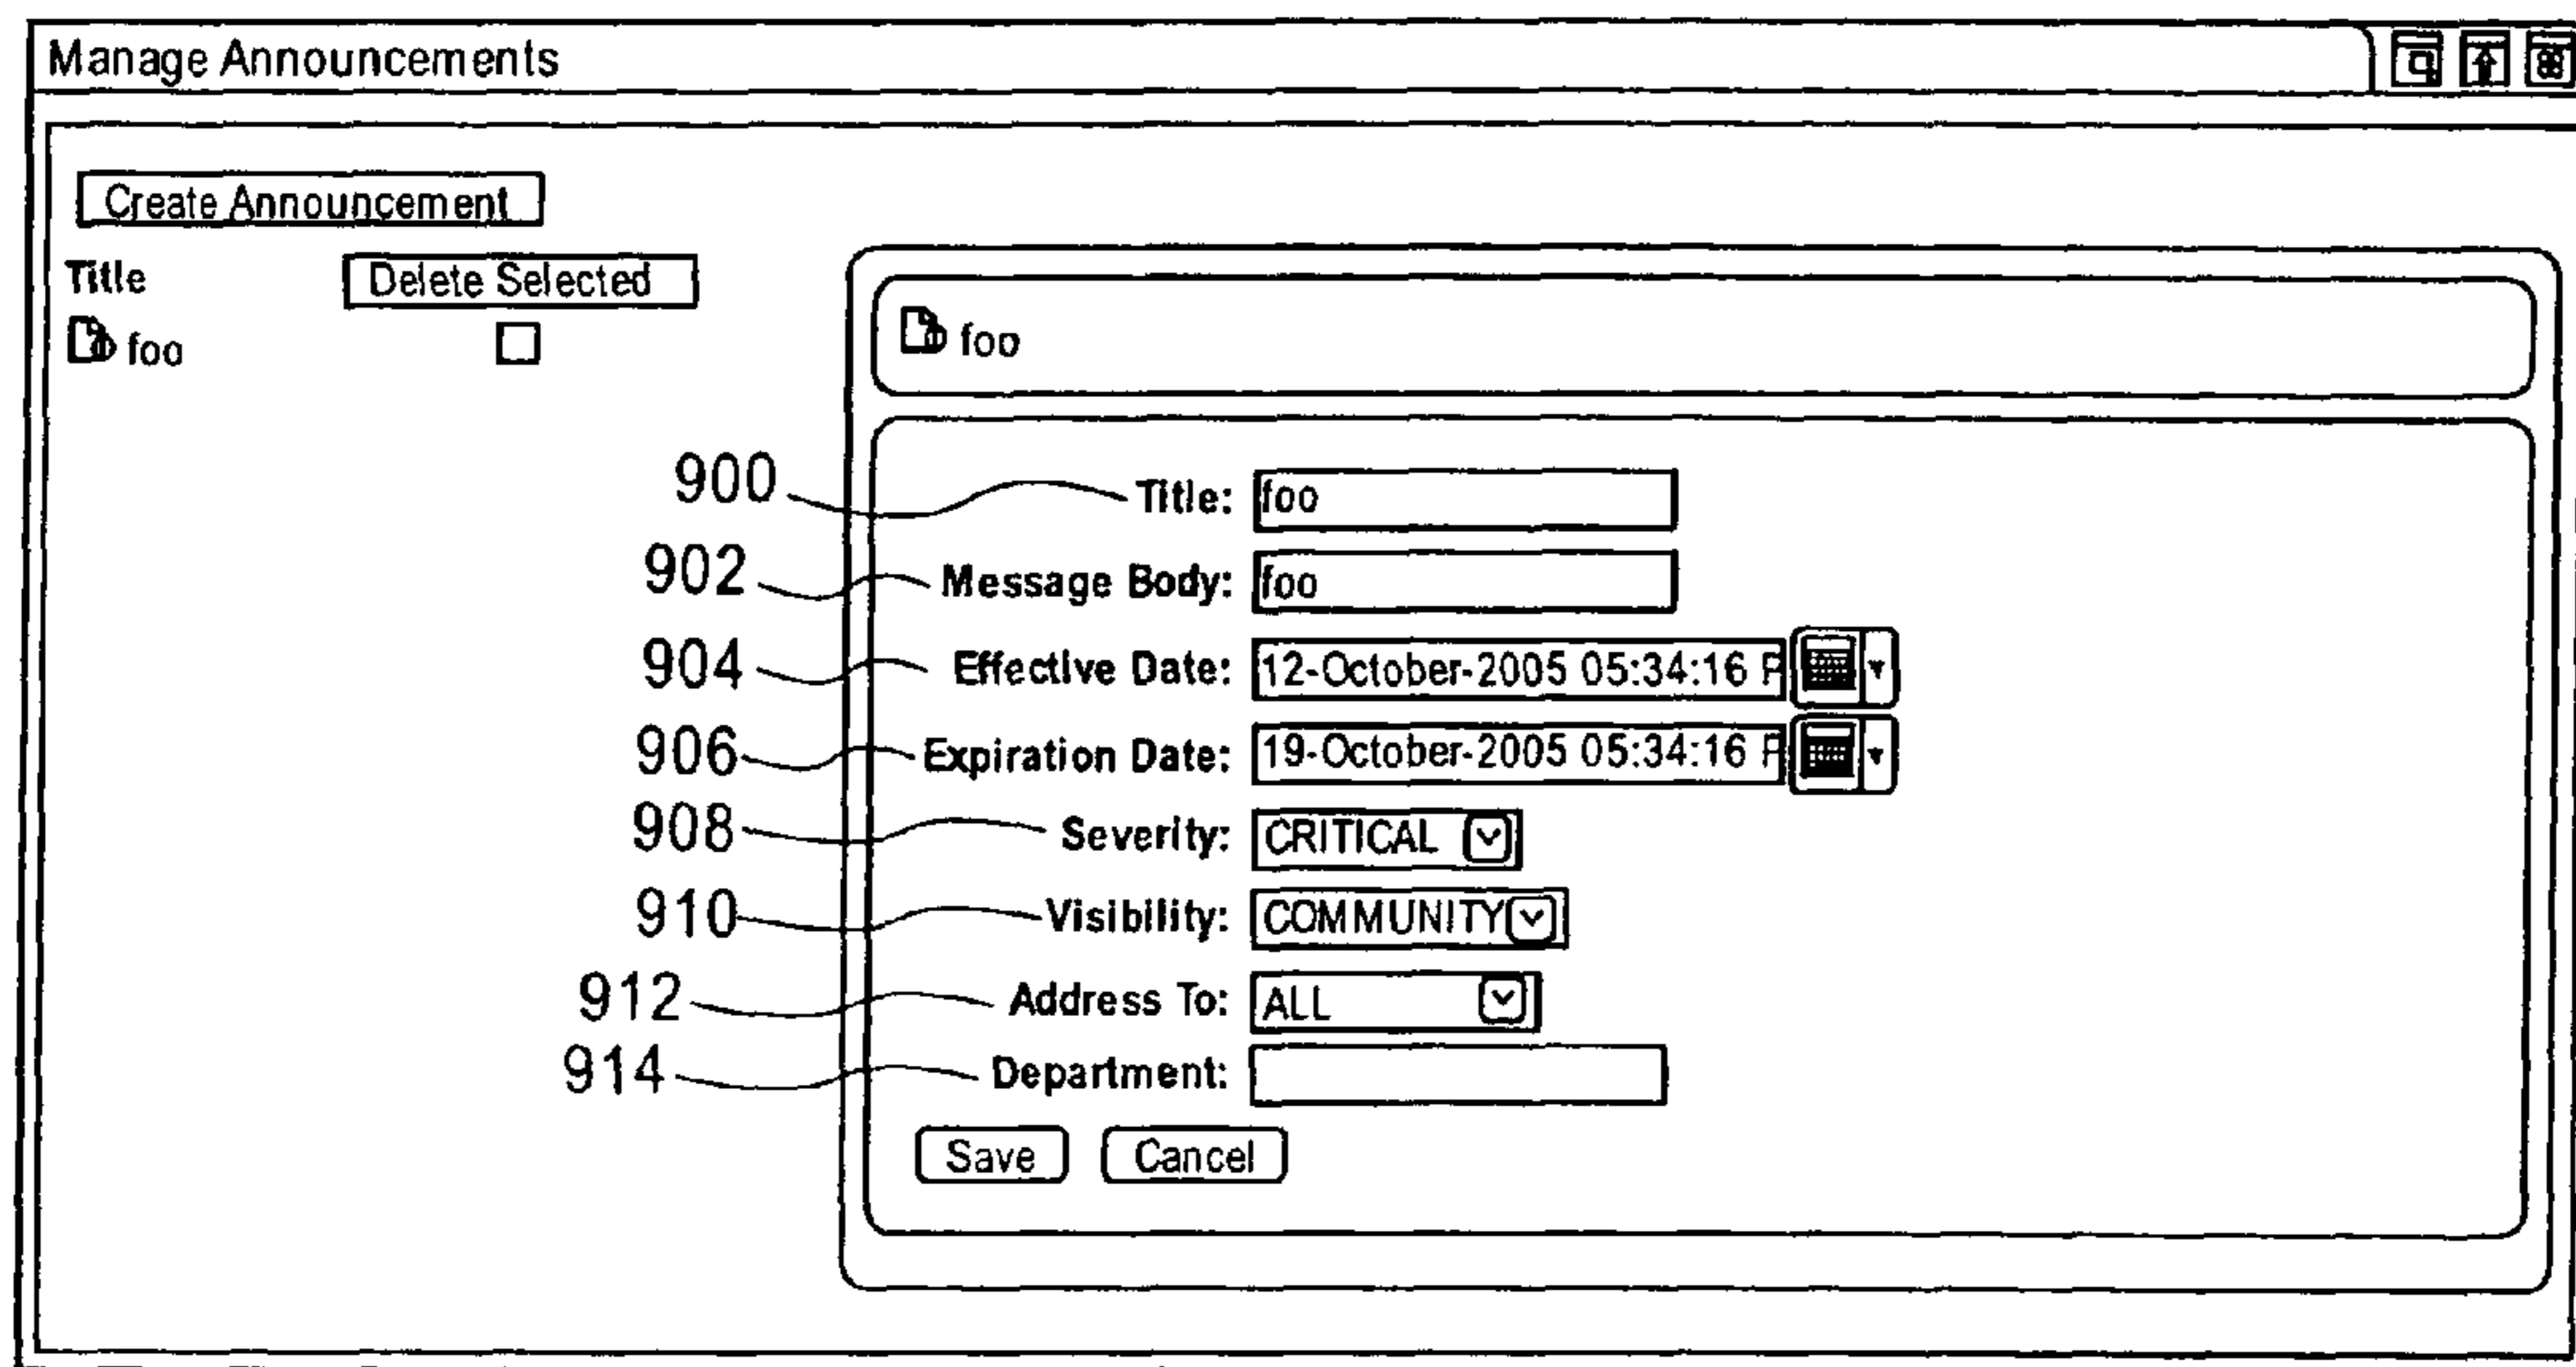 Manage Announcements
Create Announcement
Title Delete Selected
foo
foo
900 Title: foo
902 Message Body: foo
904 Effective Date: 12-October-2005 05:34:16
906 Expiration Date: 19-October-2005 05:34:16
908 Severity: CRITICAL
910 Visibility: COMMUNITY
912 Address To: ALL
914 Department:
Save Cancel